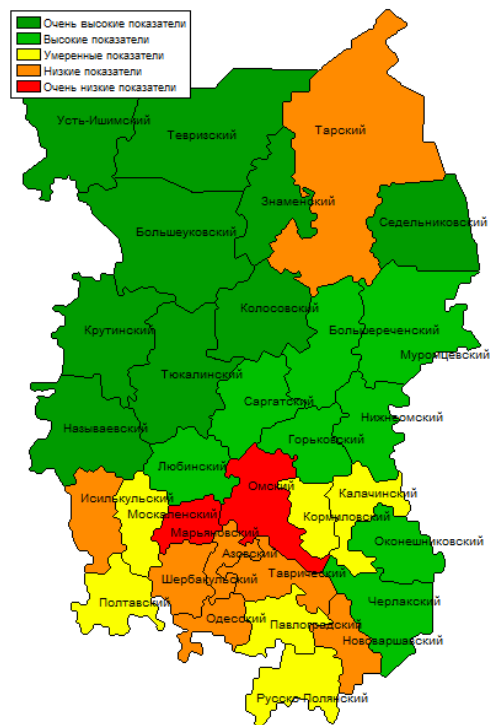 Очень высокие показатели
Высокие показатели
Умеренные показатели
Низкие показатели
Очень низкие показатели
Усть-Ишимский
Тевризский
Тарский
Знаменский
Седельниковский
Большеуковский
Колосовский
Большереченский
Крутинский
Муромцевский
Тюкалинский
Саргатский
Нижнеомский
Называевский
Горьковский
Любинский
Омский
Исилькульский
Калачинский
Москаленский
Кормиловский
Марьяновский
Оконешниковский
Азовский
Шербакульский
Таврический
Полтавский
Черлакский
Одесский
Павлоградский
Нововаршавский
Русско-Полянский